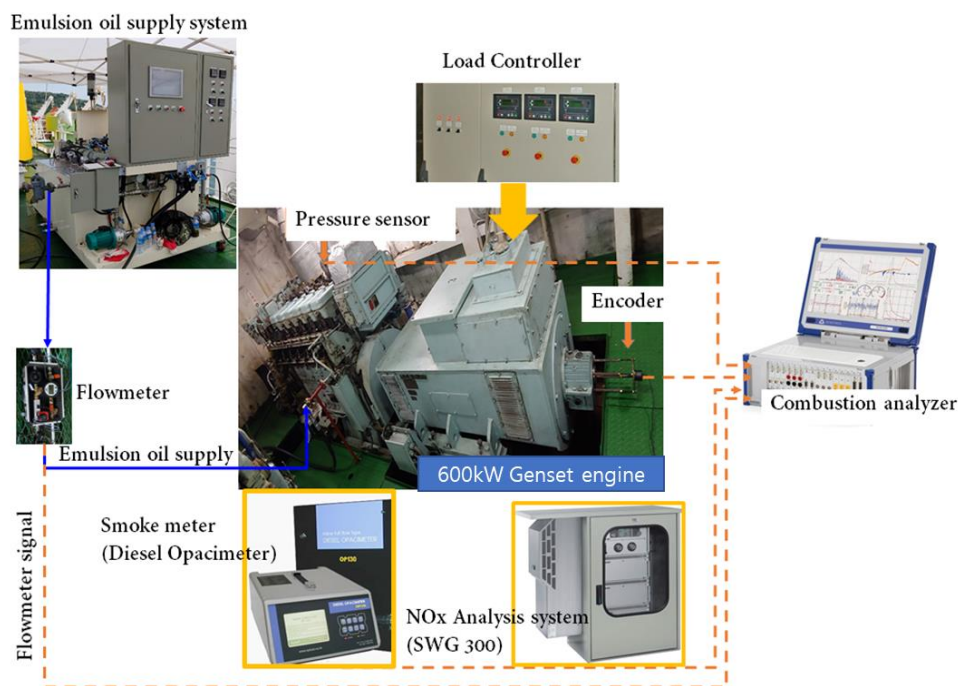 Emulsion oil supply system
Load Controller
Pressure sensor
Encoder
Flowmeter
Combustion analyzer
Emulsion oil supply
600kW Genset engine
Smoke meter
(Diesel Opacimeter)
DIESEL OPACIMETER
OP130
NOx Analysis system
(SWG 300)
Flowmeter signal